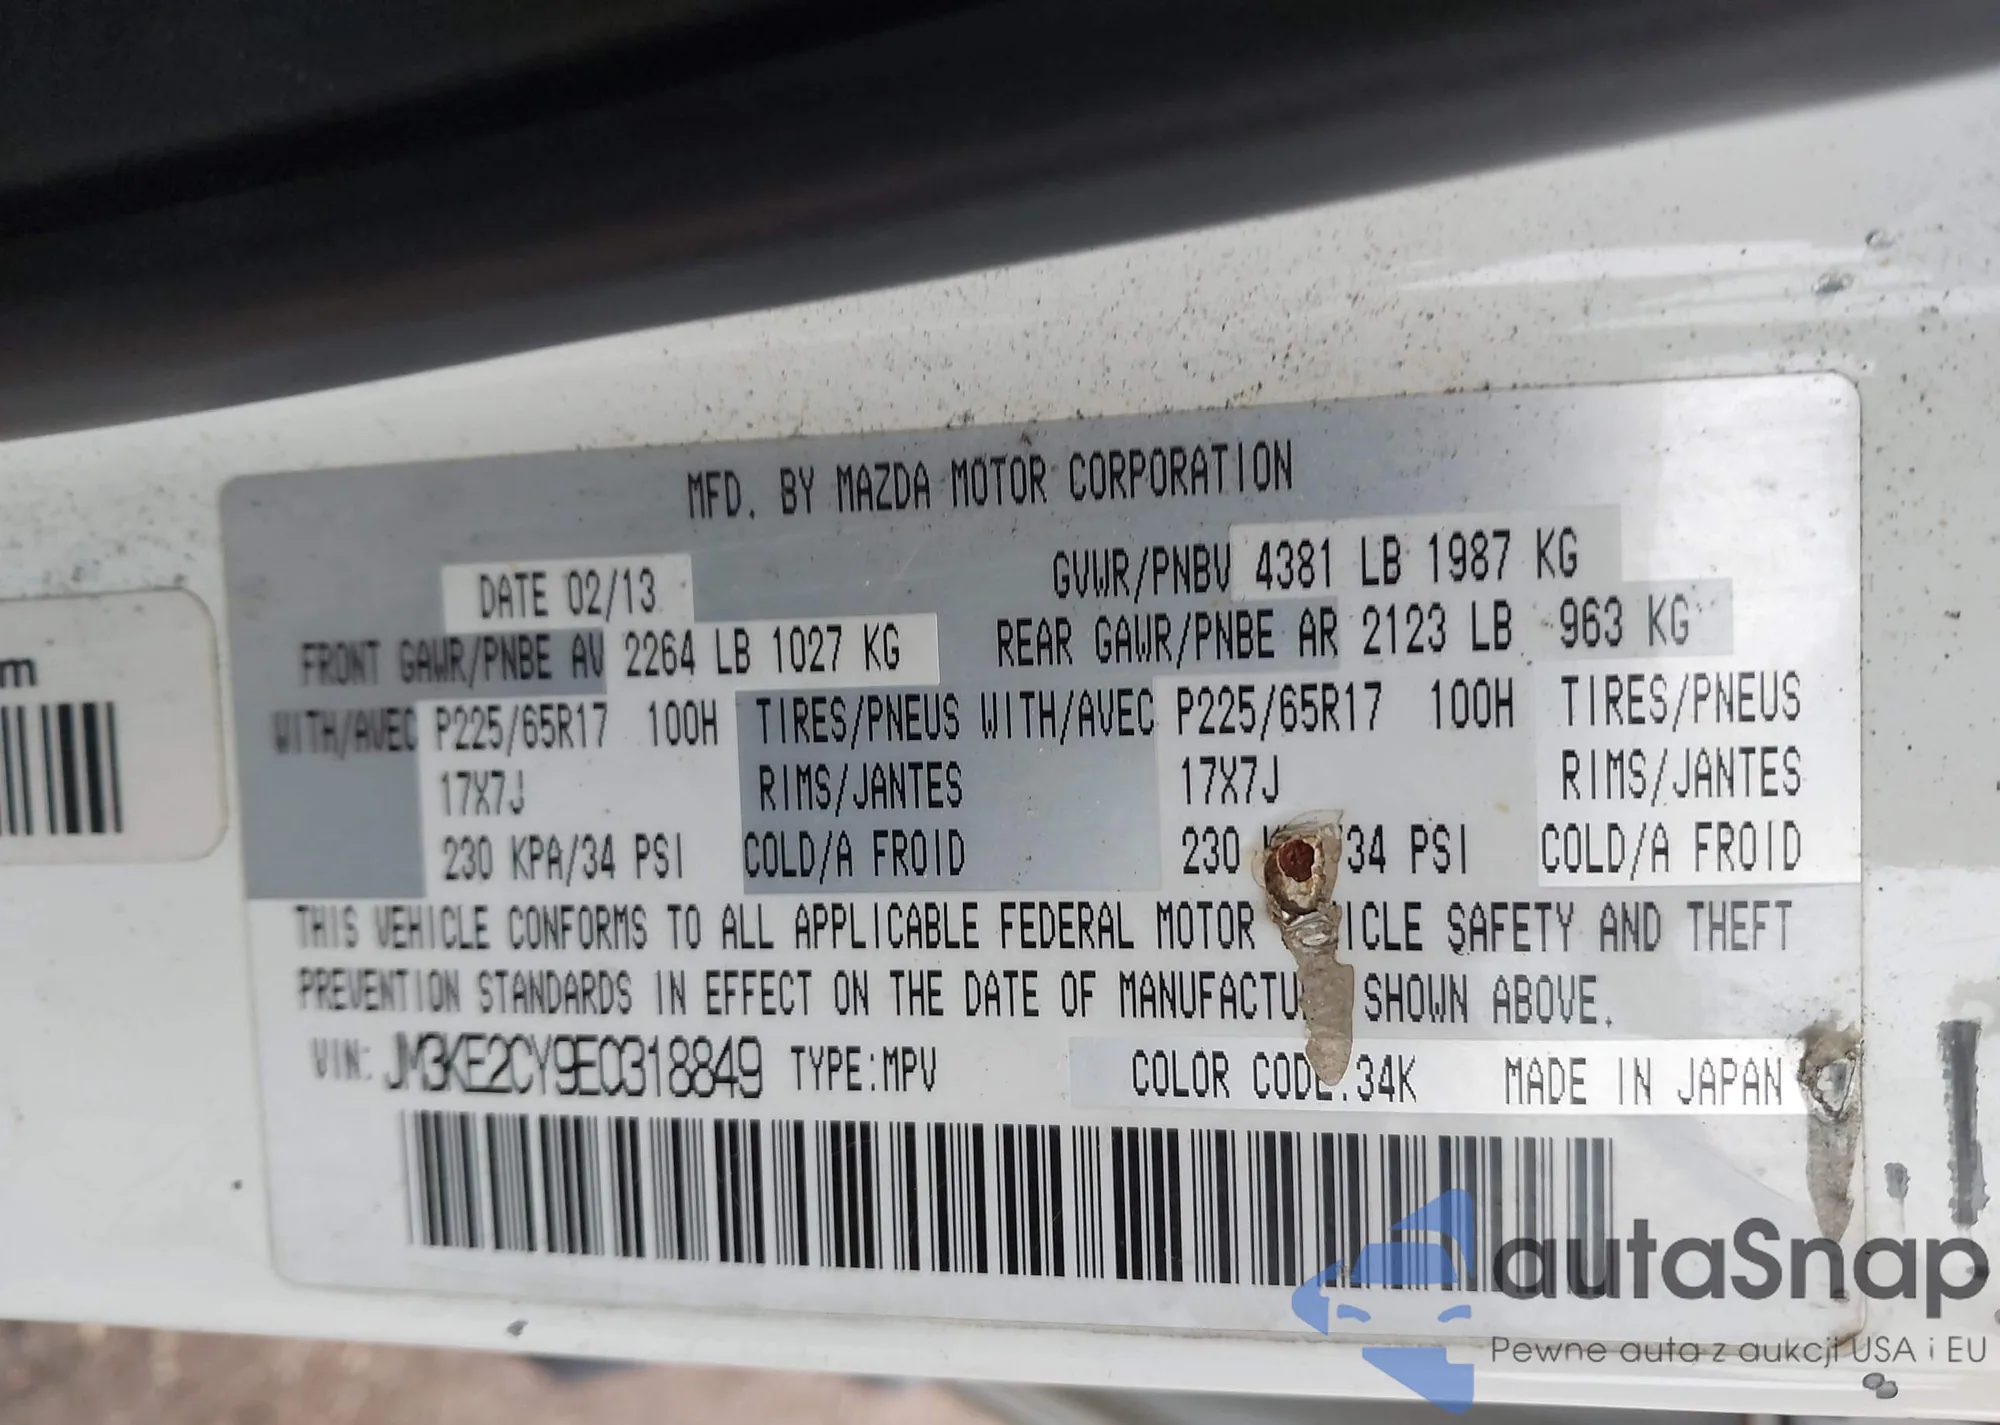 m
MFD. BY MAZDA MOTOR CORPORATION
DATE 02/13 GVWR/PNBV 4381 LB 1987 KG
FRONT GAWR/PNBE AV 2264 LB 1027 KG REAR GAWR/PNBE AR 2123 LB 963 KG
WITH/AVEC P225/65R17 100H TIRES/PNEUS WITH/AVEC P225/65R17 100H TIRES/PNEUS
17X7J RIMS/JANTES 17X7J RIMS/JANTES
230 KPA/34 PSI COLD/A FROID 230 /34 PSI COLD/A FROID
THIS VEHICLE CONFORMS TO ALL APPLICABLE FEDERAL MOTOR ICLE SAFETY AND THEFT
PREVENTION STANDARDS IN EFFECT ON THE DATE OF MANUFACTU SHOWN ABOVE.
VIN: JM3KE2CY9E0318849 TYPE:MPV COLOR CODE:34K MADE IN JAPAN
autaSnap
Pewne auta z aukcji USA i EU